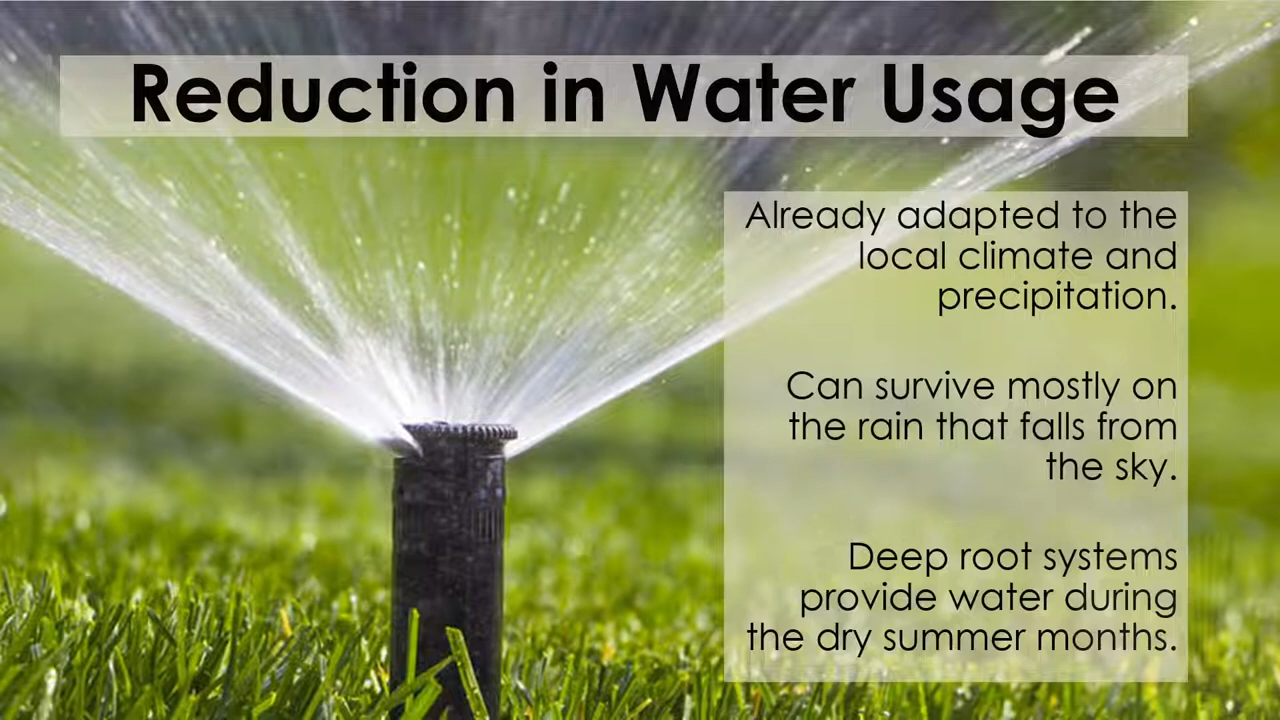 Reduction in Water Usage
Already adapted to the
local climate and
precipitation.
Can survive mostly on
the rain that falls from
the sky.
Deep root systems
provide water during
the dry summer months.